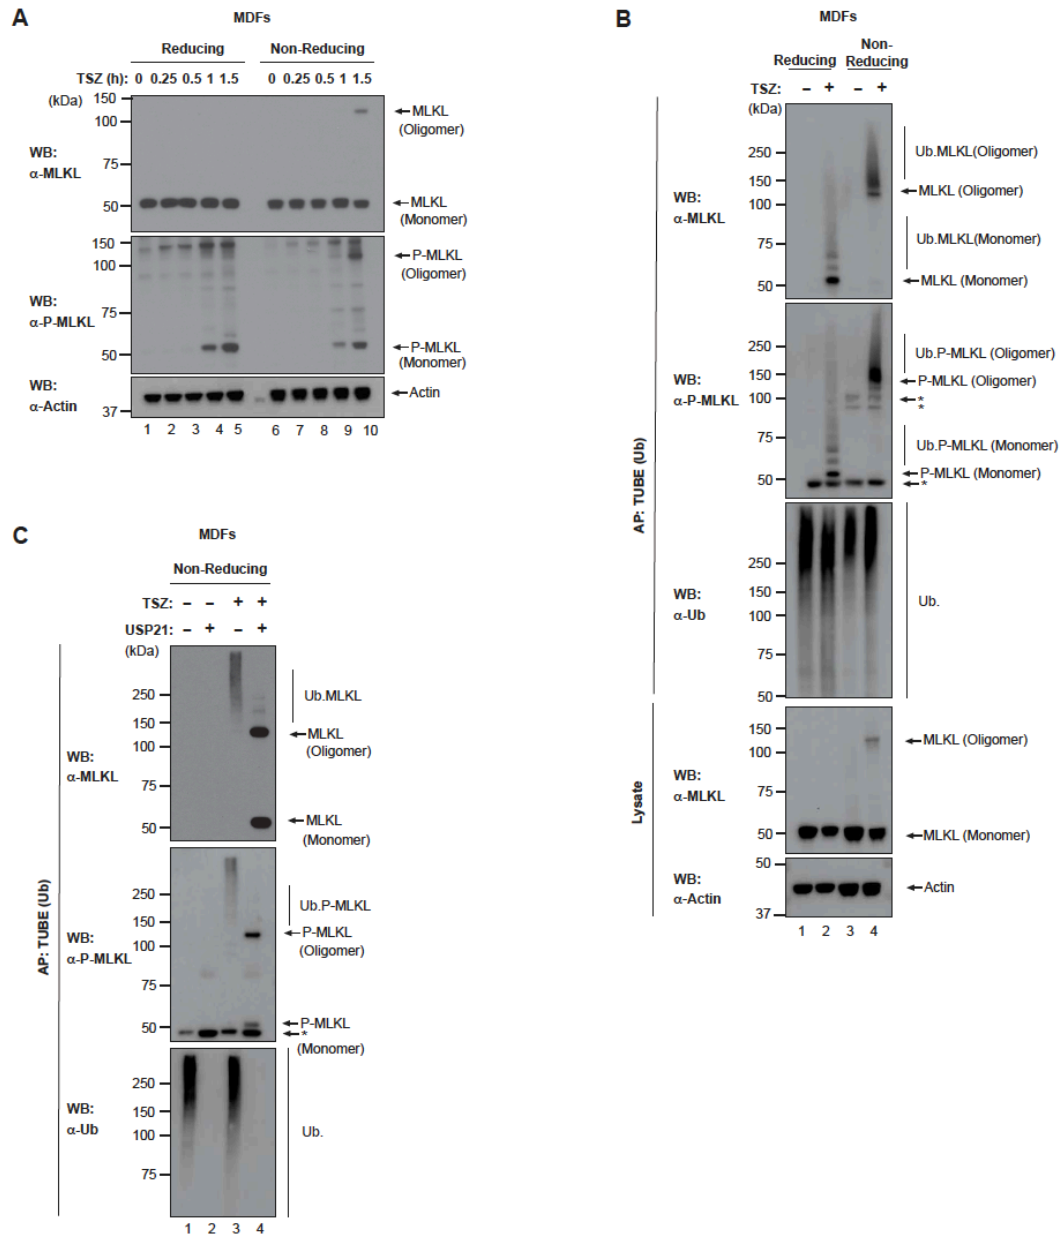 A
MDFs
Reducing Non-Reducing
TSZ (h): 0 0.25 0.5 1 1.5 0 0.25 0.5 1 1.5
(kDa)
150
100
75
50
WB:
α-MLKL
MLKL
(Oligomer)
MLKL
(Monomer)
150
100
75
50
WB:
α-P-MLKL
P-MLKL
(Oligomer)
P-MLKL
(Monomer)
WB:
α-Actin
37
Actin
1 2 3 4 5 6 7 8 9 10
B
MDFs
Reducing Non-Reducing
TSZ: – + – +
(kDa)
AP: TUBE (Ub)
250
150
100
75
50
WB:
α-MLKL
Ub.MLKL(Oligomer)
MLKL (Oligomer)
Ub.MLKL(Monomer)
MLKL (Monomer)
250
150
100
75
50
WB:
α-P-MLKL
Ub.P-MLKL (Oligomer)
P-MLKL (Oligomer)
*
*
Ub.P-MLKL (Monomer)
P-MLKL (Monomer)
*
250
150
100
75
50
WB:
α-Ub
Ub.
Lysate
150
100
75
50
WB:
α-MLKL
MLKL (Oligomer)
MLKL (Monomer)
50
37
WB:
α-Actin
Actin
1 2 3 4
C
MDFs
Non-Reducing
TSZ: – – + +
USP21: – + – +
(kDa)
AP: TUBE (Ub)
250
150
100
75
50
WB:
α-MLKL
Ub.MLKL
MLKL
(Oligomer)
MLKL
(Monomer)
250
150
100
75
50
WB:
α-P-MLKL
Ub.P-MLKL
P-MLKL
(Oligomer)
P-MLKL
*
(Monomer)
250
150
100
75
WB:
α-Ub
Ub.
1 2 3 4